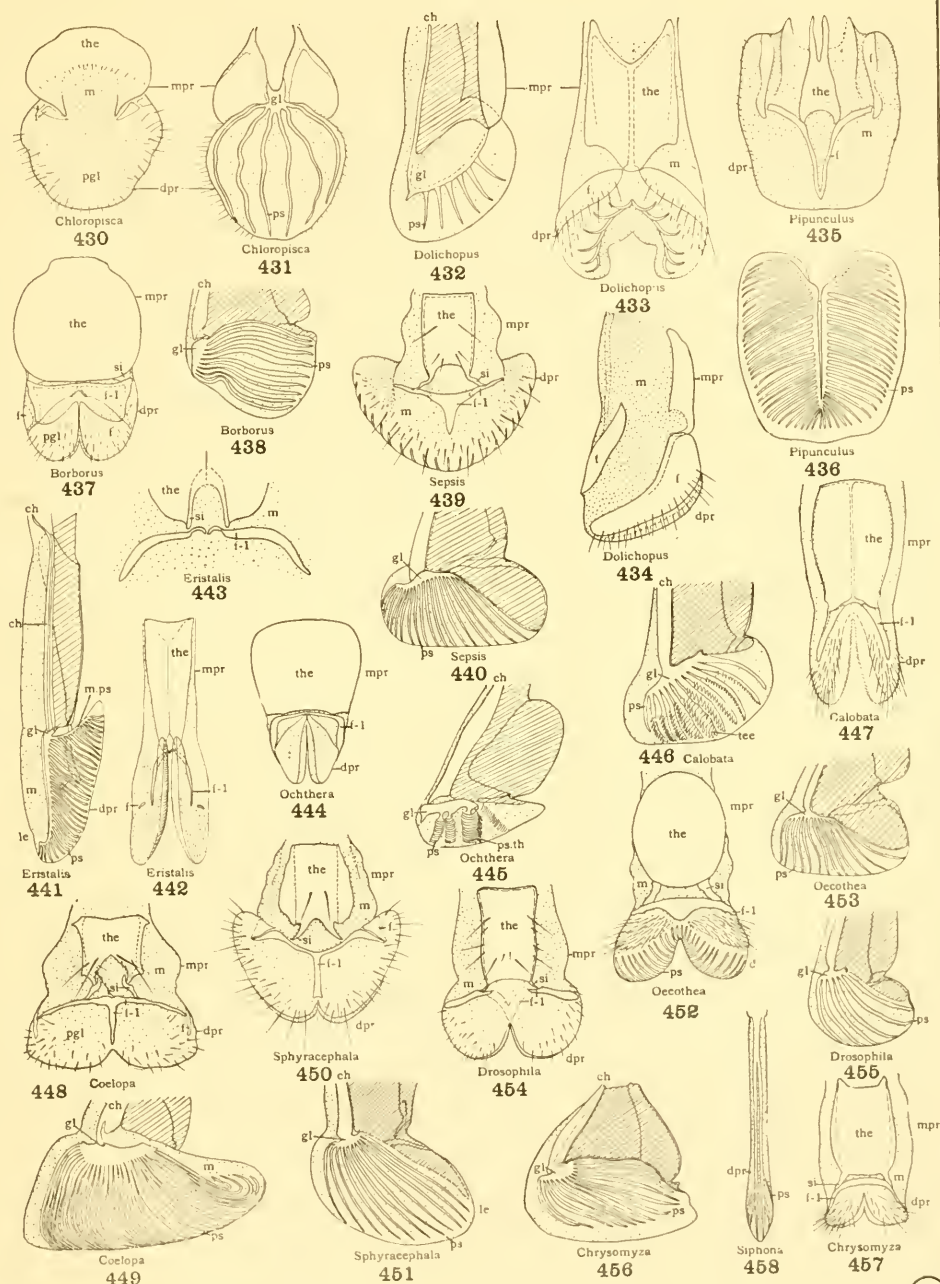 the
m
mpr
pgl
dpr
Chloropisca
430
gl
ps
Chloropisca
431
ch
mpr
gl
ps
Dolichopus
432
the
m
f
dpr
Dolichopus
433
f
the
m
dpr
f
Pipunculus
435
mpr
the
si
f-1
f
dpr
pgl
f
Borborus
437
ch
gl
ps
Borborus
438
the
mpr
si
dpr
f-1
m
Sepsis
439
m
mpr
f
f
dpr
Dolichopus
434
ps
Pipunculus
436
the
m
si
f-1
Eristalis
443
gl
ps
Sepsis
440
ch
ch
m.ps
gl
m
dpr
le
ps
Eristalis
441
the
mpr
f-1
f
Eristalis
442
the
mpr
f-1
dpr
Ochthera
444
ch
gl
ps
ps.th
Ochthera
445
ch
gl
ps
tee
446 Calobata
the
mpr
f-1
dpr
Calobata
447
the
mpr
m
si
f-1
ps
Oecothea
452
gl
ps
Oecothea
453
the
m
mpr
si
f-1
pgl
f
dpr
448 Coelopa
the
mpr
m
f
si
f-1
dpr
Sphyracephala
450
the
mpr
m
si
f-1
dpr
Drosophila
454
gl
ps
Drosophila
455
ch
gl
m
ps
Coelopa
449
ch
gl
le
ps
Sphyracephala
451
ch
gl
ps
Chrysomyza
456
dpr
ps
Siphona
458
the
mpr
m
si
f-1
dpr
Chrysomyza
457